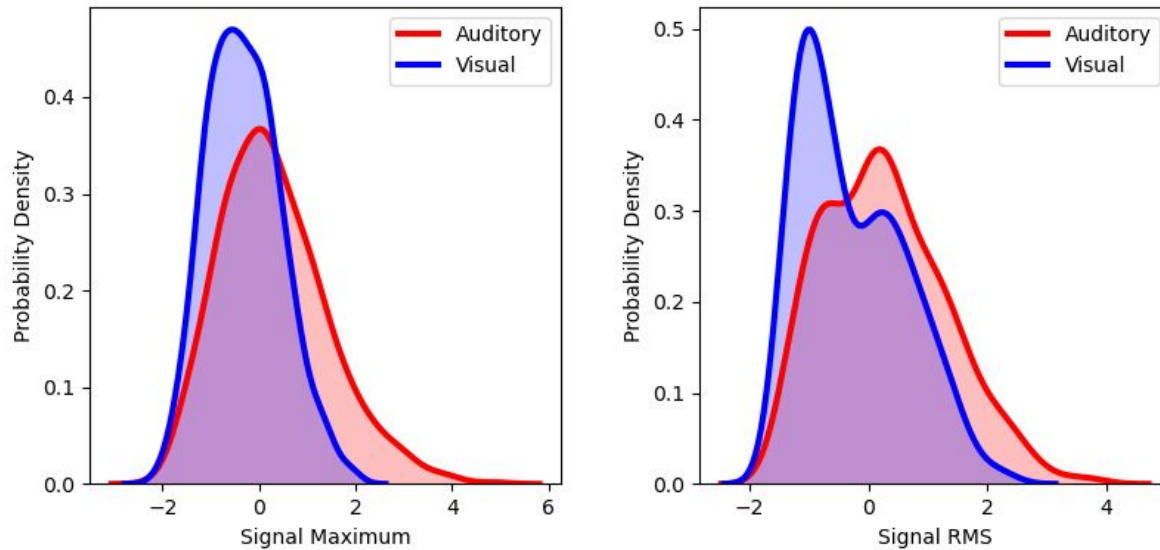 Auditory
Visual
0.4
0.3
0.2
0.1
0.0
Probability Density
−2
0
2
4
6
Signal Maximum
Auditory
Visual
0.5
0.4
0.3
0.2
0.1
0.0
Probability Density
−2
0
2
4
Signal RMS